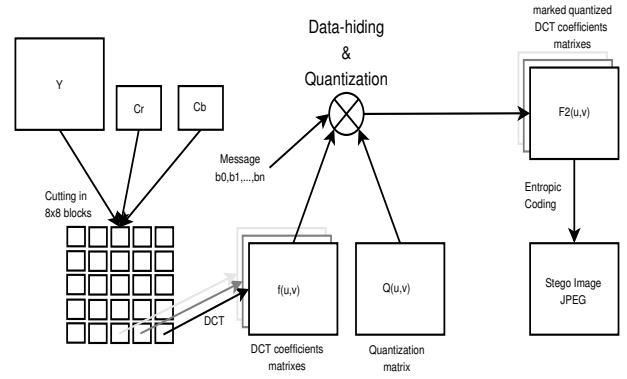 marked quantized
DCT coefficients
matrixes
Data-hiding
&
Quantization
Y
Cr
Cb
F2(u,v)
Message
b0,b1,...,bn
Cutting in
8x8 blocks
Entropic
Coding
f(u,v)
Q(u,v)
Stego Image
JPEG
DCT
DCT coefficients
matrixes
Quantization
matrix